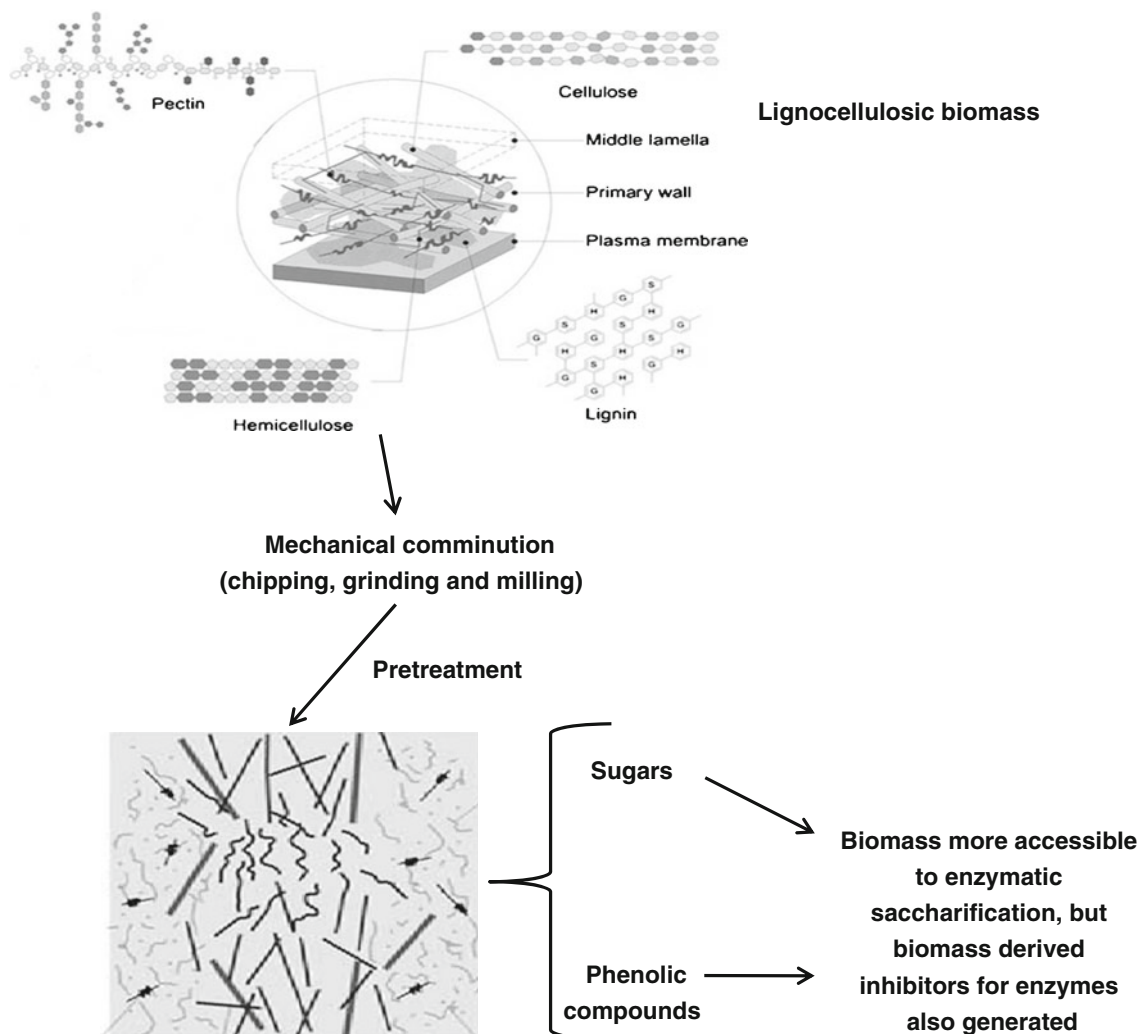 Pectin
Cellulose
Lignocellulosic biomass
Middle lamella
Primary wall
Plasma membrane
S
G
H
S
H
G
S
S
G
H
G
S
H
S
H
G
H
G
Lignin
Hemicellulose
Mechanical comminution
(chipping, grinding and milling)
Pretreatment
Sugars
Biomass more accessible
to enzymatic
saccharification, but
biomass derived
inhibitors for enzymes
also generated
Phenolic
compounds